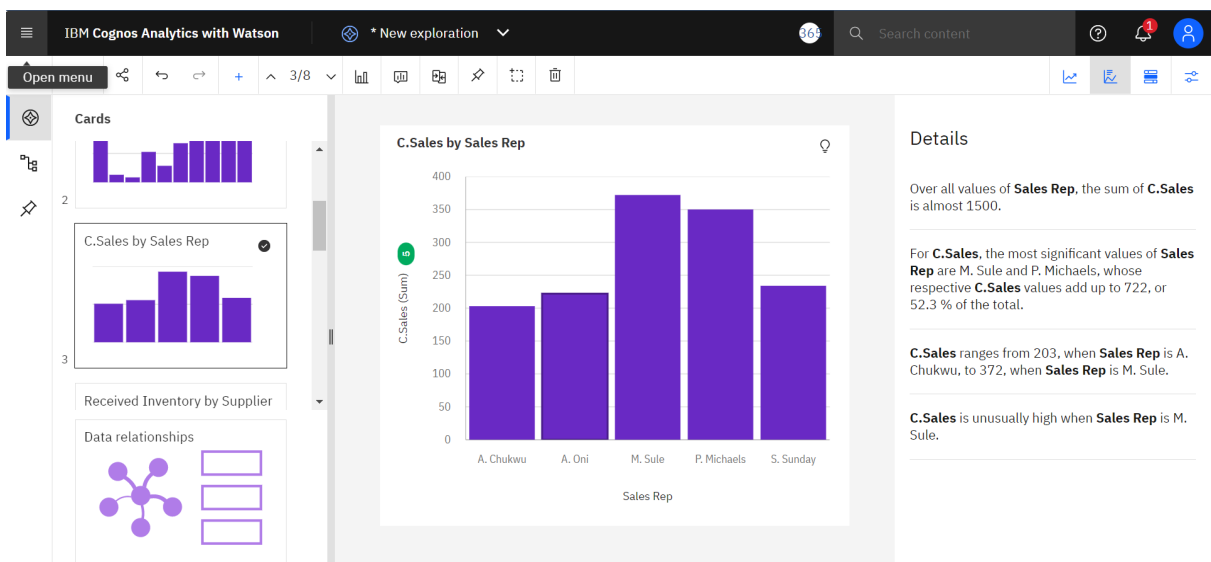 IBM Cognos Analytics with Watson
* New exploration
365
Search content
1
Open menu
3/8
Cards
2
C.Sales by Sales Rep
3
Received Inventory by Supplier
Data relationships
C.Sales by Sales Rep
400
350
300
250
200
150
100
50
0
C.Sales (Sum)
5
A. Chukwu
A. Oni
M. Sule
P. Michaels
S. Sunday
Sales Rep
Details
Over all values of Sales Rep, the sum of C.Sales
is almost 1500.
For C.Sales, the most significant values of Sales
Rep are M. Sule and P. Michaels, whose
respective C.Sales values add up to 722, or
52.3 % of the total.
C.Sales ranges from 203, when Sales Rep is A.
Chukwu, to 372, when Sales Rep is M. Sule.
C.Sales is unusually high when Sales Rep is M.
Sule.